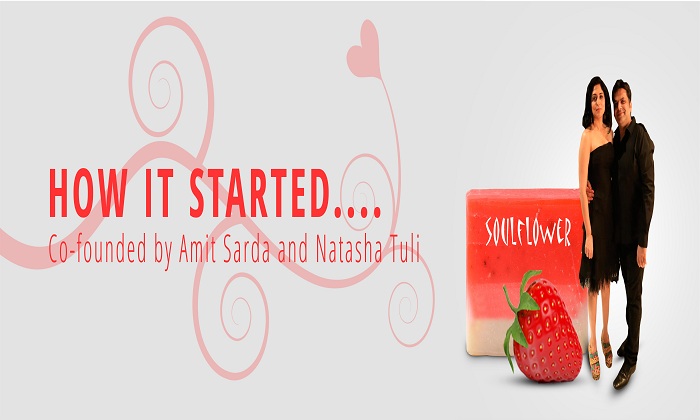 HOW IT STARTED....
Co-founded by Amit Sarda and Natasha Tuli
SOULFLOWER